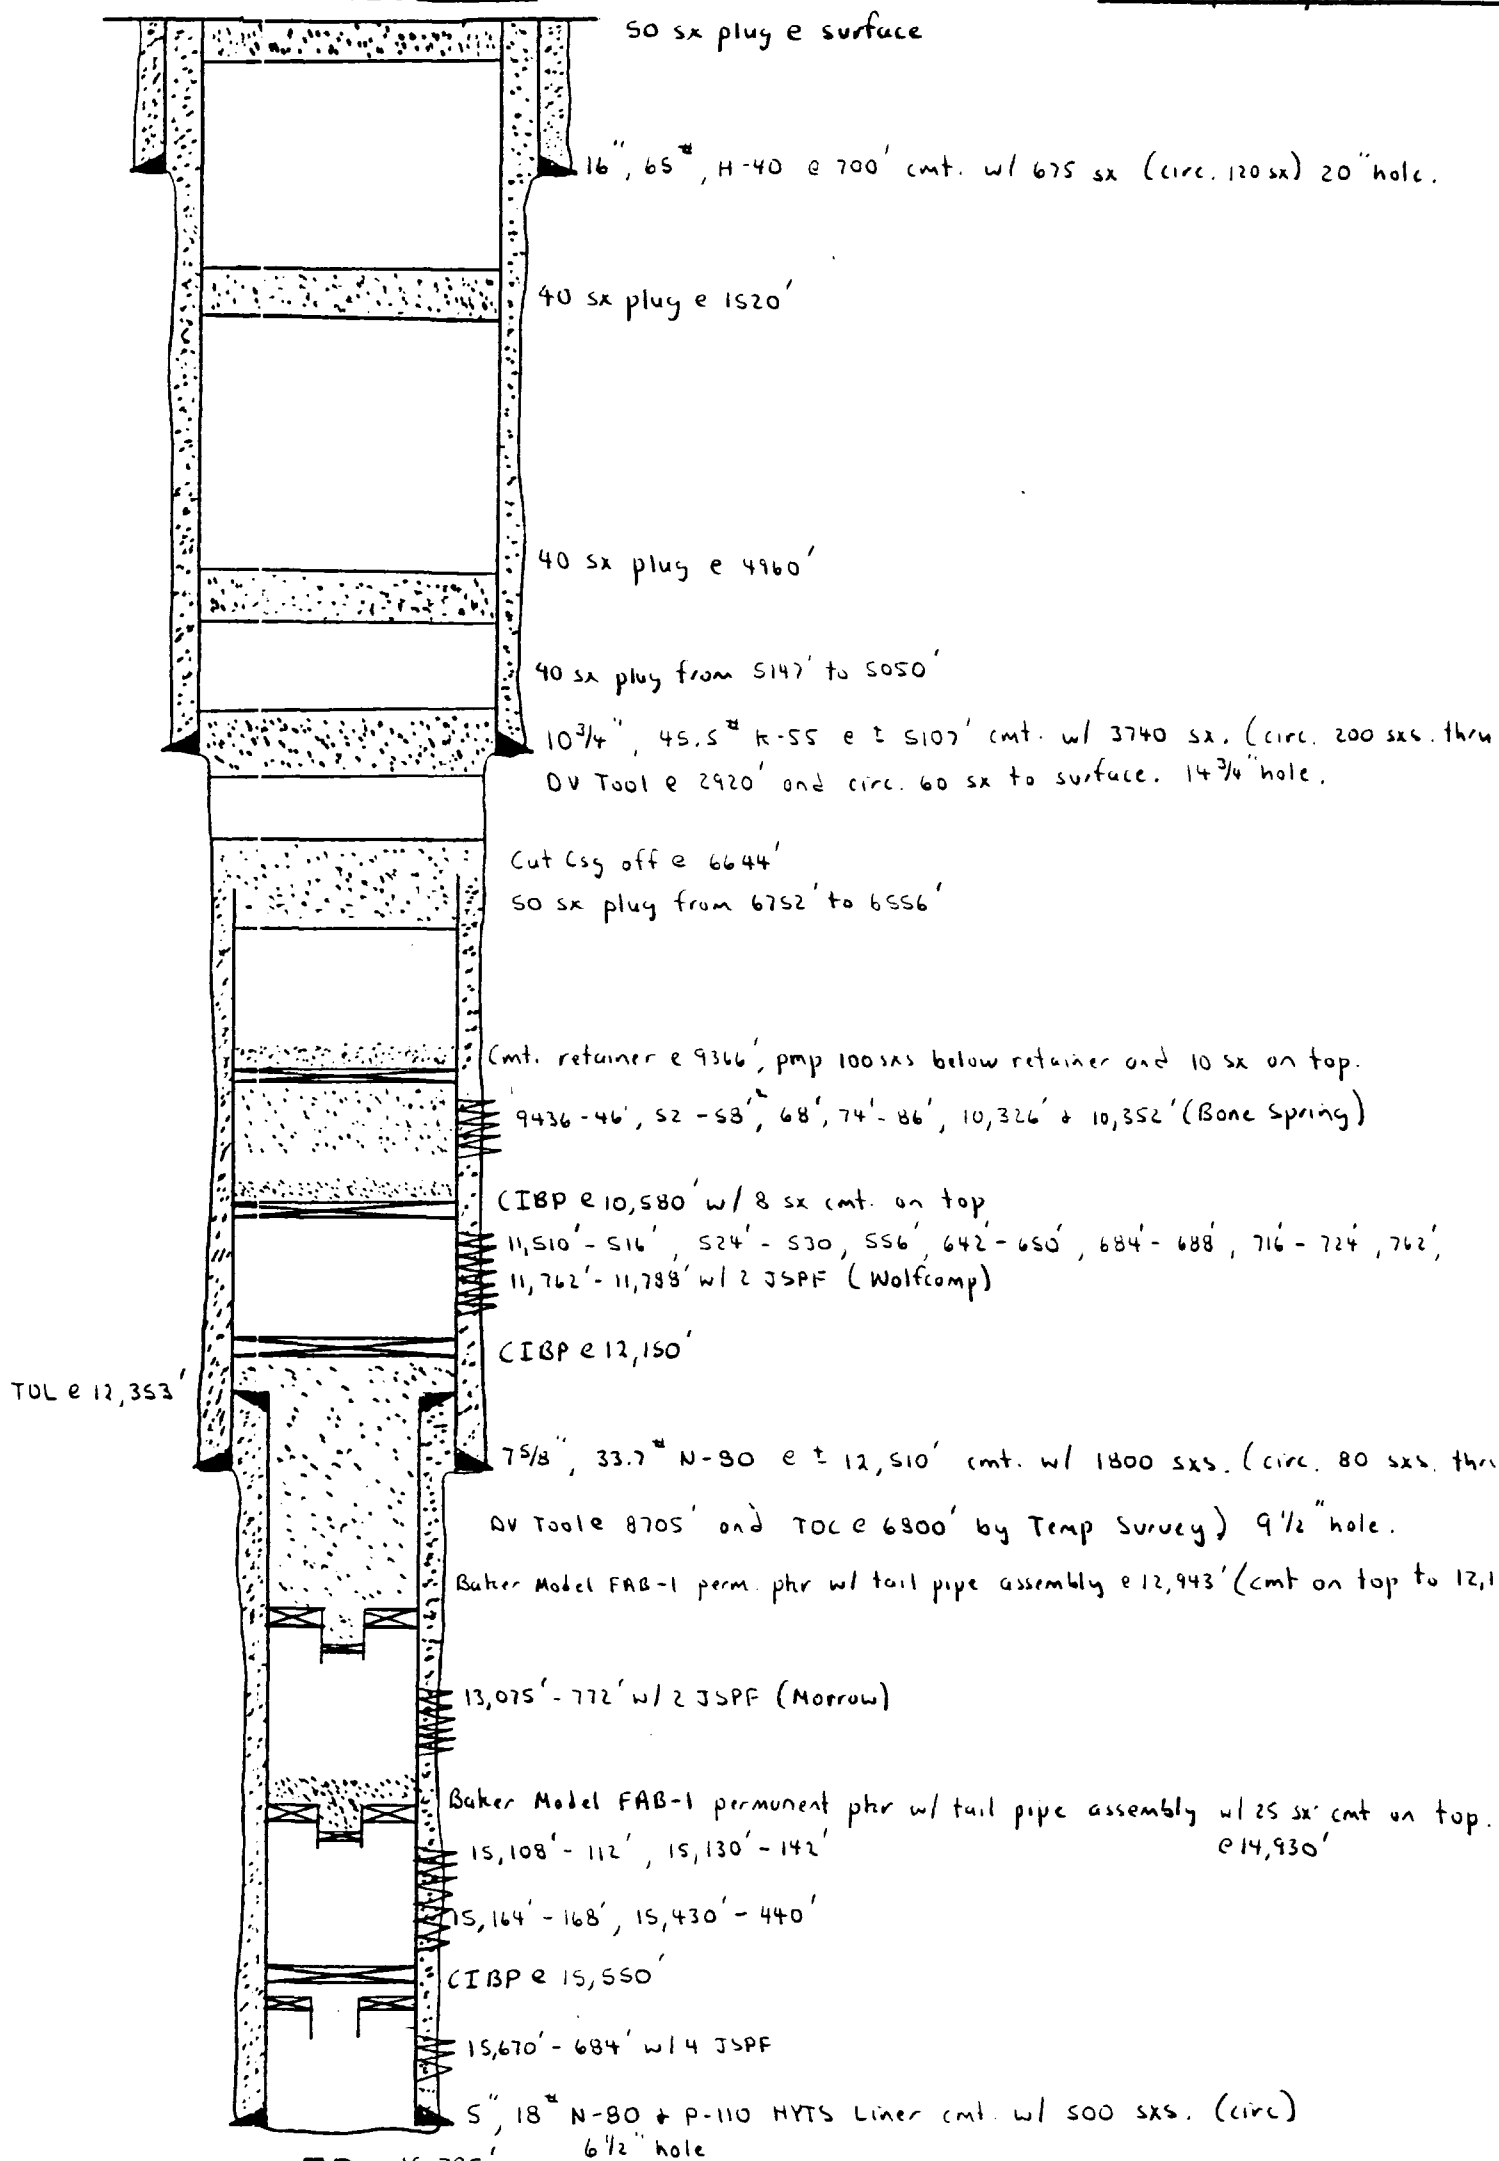 50 sx plug e surface
16", 65#, H-40 e 700' cmt. w/ 675 sx (circ. 120 sx) 20" hole.
40 sx plug e 1520'
40 sx plug e 4960'
40 sx plug from 5147' to 5050'
10 3/4", 45.5# K-55 e ± 5107' cmt. w/ 3740 sx. (circ. 200 sxs. thru
DV Tool e 2920' and circ. 60 sx to surface. 14 3/4" hole.
Cut Csg off e 6644'
50 sx plug from 6752' to 6556'
Cmt. retainer e 9366', pmp 100 sxs below retainer and 10 sx on top.
9436-46', 52-58', 68', 74'-86', 10,326' & 10,352' (Bone Spring)
CIBP e 10,580' w/ 8 sx cmt. on top
11,510'-516', 524'-530, 556', 642'-650', 684'-688', 716-724', 762',
11,762'-11,788' w/ 2 JSPF (Wolfcamp)
CIBP e 12,150'
TOL e 12,353'
7 5/8", 33.7# N-80 e ± 12,510' cmt. w/ 1800 sxs. (circ. 80 sxs.
DV Tool e 8705' and TOC e 6800' by Temp Survey) 9 1/2" hole.
Baker Model FAB-1 perm. pkr w/ tail pipe assembly e 12,943' (cmt on top to
13,075'-772' w/ 2 JSPF (Morrow)
Baker Model FAB-1 permanent pkr w/ tail pipe assembly w/ 25 sx cmt on top.
e 14,930'
15,108'-112', 15,130'-142'
15,164'-168', 15,430'-440'
CIBP e 15,550'
15,670'-684' w/ 4 JSPF
5", 18# N-80 & P-110 HYTS Liner cmt. w/ 500 sxs. (circ)
6 1/2" hole